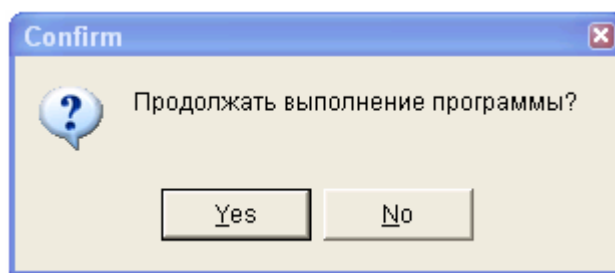 Confirm
Продолжать выполнение программы?
Yes
No